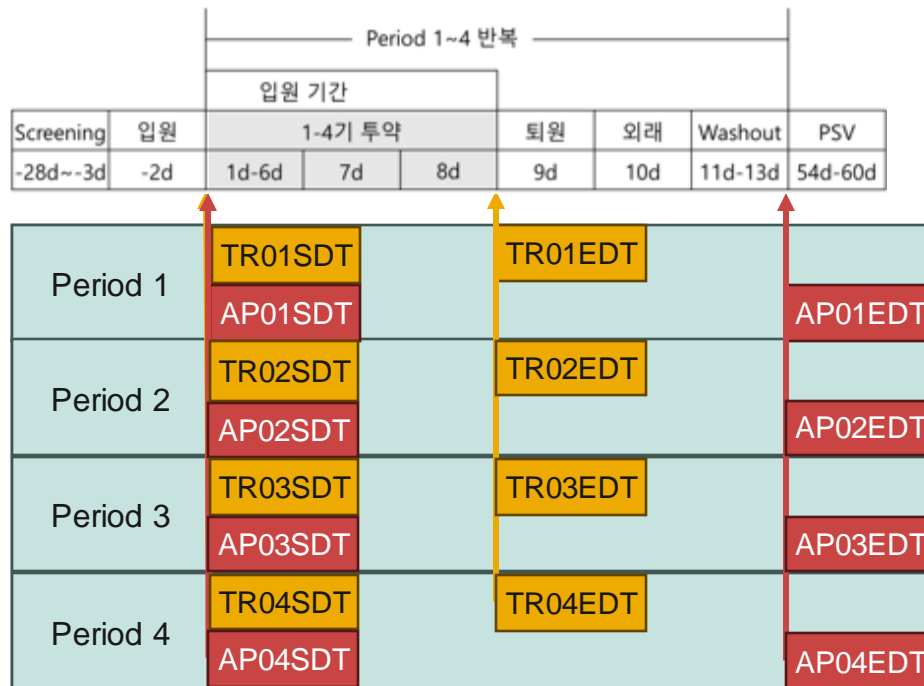 Period 1~4 반복
입원 기간
Screening 입원 1-4기 투약 퇴원 외래 Washout PSV
-28d~-3d -2d 1d-6d 7d 8d 9d 10d 11d-13d 54d-60d
TR01SDT TR01EDT
Period 1
AP01SDT AP01EDT
TR02SDT TR02EDT
Period 2
AP02SDT AP02EDT
TR03SDT TR03EDT
Period 3
AP03SDT AP03EDT
TR04SDT TR04EDT
Period 4
AP04SDT AP04EDT